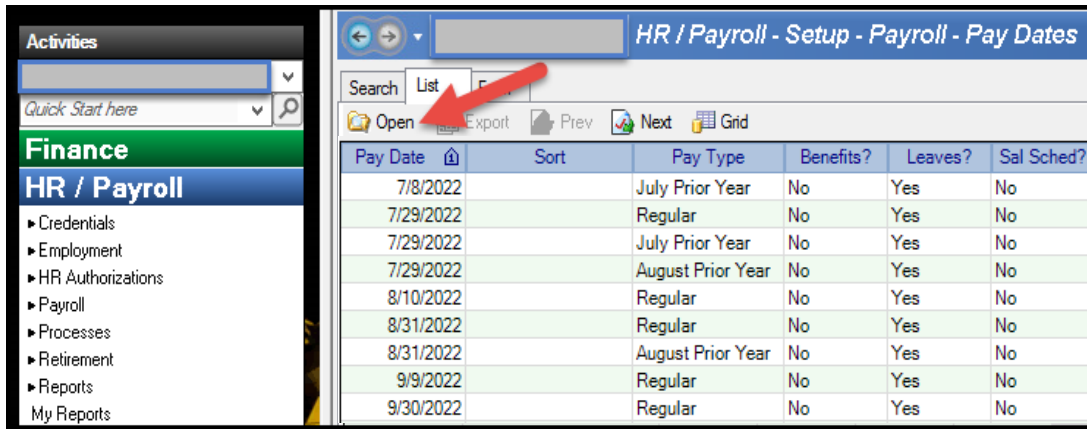 Activities
Quick Start here
Finance
HR / Payroll
Credentials
Employment
HR Authorizations
Payroll
Processes
Retirement
Reports
My Reports
HR / Payroll - Setup - Payroll - Pay Dates
Search List
Open Export Prev Next Grid
Pay Date 1 Sort Pay Type Benefits? Leaves? Sal Sched?
7/8/2022 July Prior Year No Yes No
7/29/2022 Regular No Yes No
7/29/2022 July Prior Year No Yes No
7/29/2022 August Prior Year No Yes No
8/10/2022 Regular No Yes No
8/31/2022 Regular No Yes No
8/31/2022 August Prior Year No Yes No
9/9/2022 Regular No Yes No
9/30/2022 Regular No Yes No